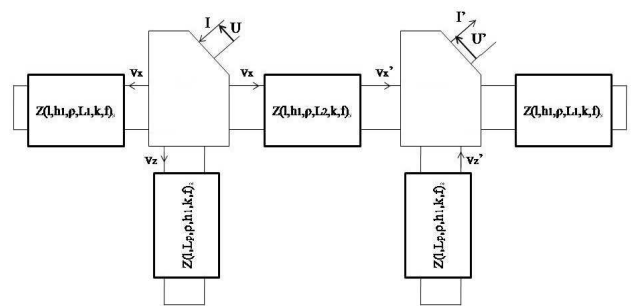 I U
I' U'
Vx Vx Vx'
Z(l,h1,ρ,L1,k,f)s Z(l,h1,ρ,L2,k,f)s Z(l,h1,ρ,L1,k,f)s
Vz Vz'
Z(l,Lp,ρ,h1,k,f)s Z(l,Lp,ρ,h1,k,f)s